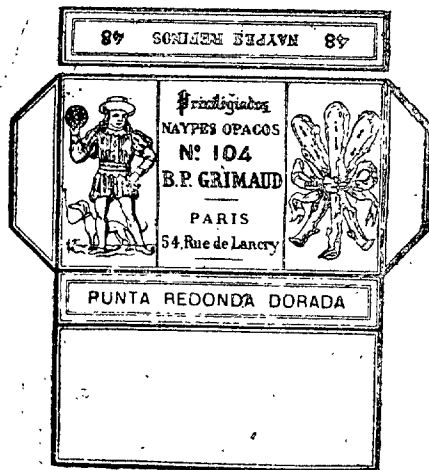 48 NAYPES REFINOS 48
Privilegiados
NAYPES OPACOS
Nº 104
B.P. GRIMAUD
PARIS
54, Rue de Lancry
PUNTA REDONDA DORADA